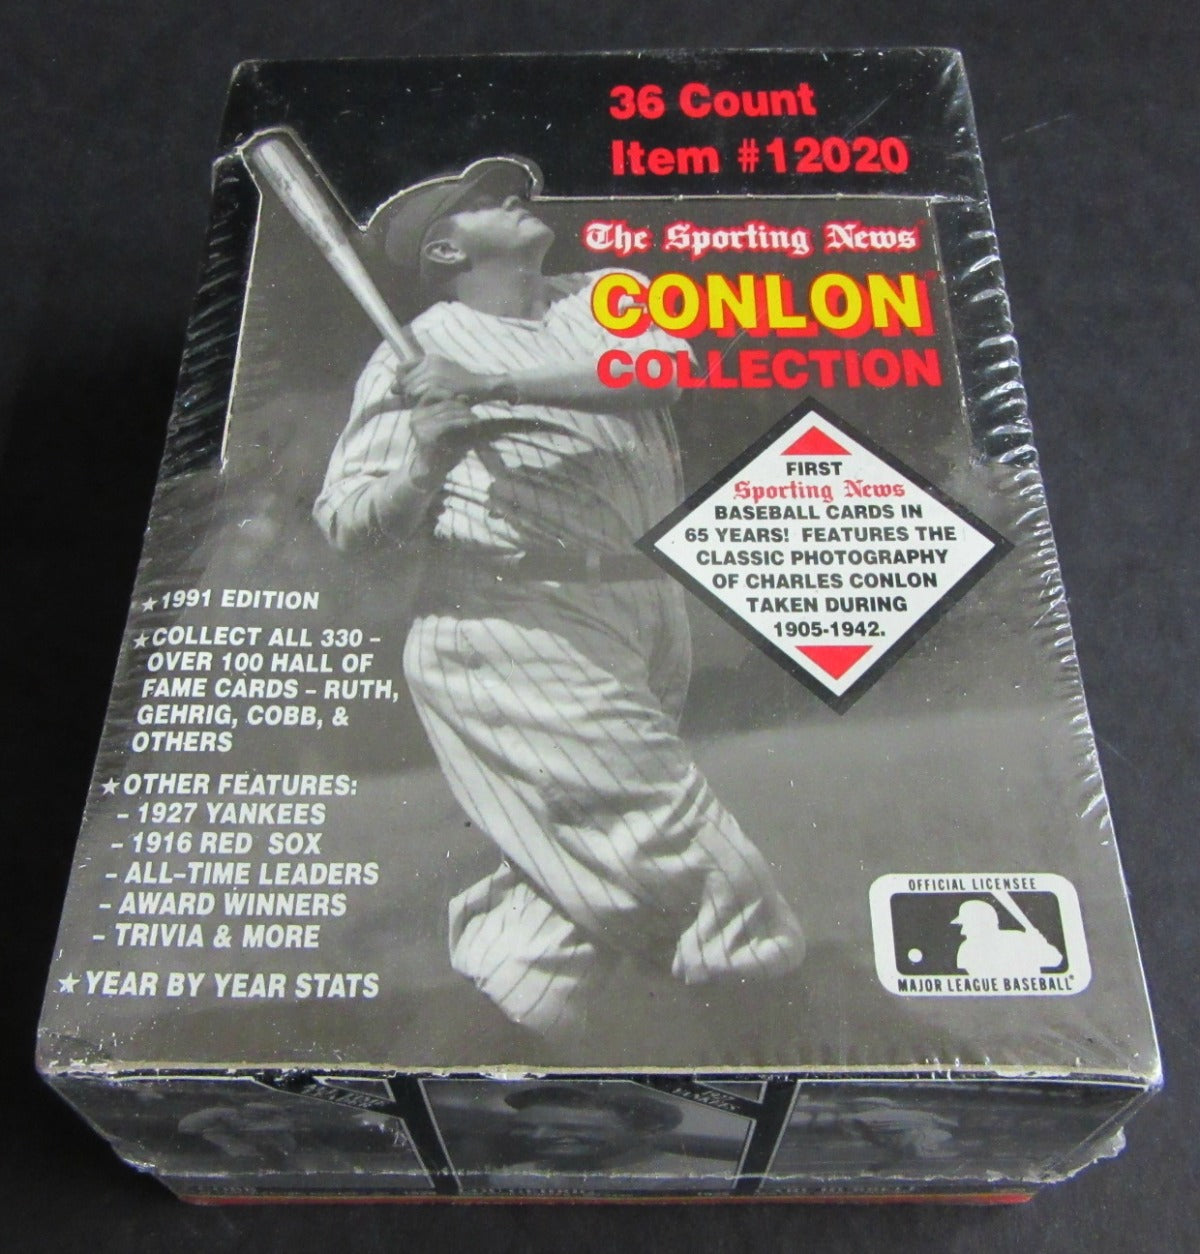 36 Count
Item #12020
The Sporting News
CONLON
COLLECTION
FIRST
Sporting News
BASEBALL CARDS IN
65 YEARS! FEATURES THE
CLASSIC PHOTOGRAPHY
OF CHARLES CONLON
TAKEN DURING
1905-1942.
★1991 EDITION
★COLLECT ALL 330 –
OVER 100 HALL OF
FAME CARDS – RUTH,
GEHRIG, COBB, &
OTHERS
★OTHER FEATURES:
– 1927 YANKEES
– 1916 RED SOX
– ALL–TIME LEADERS
– AWARD WINNERS
– TRIVIA & MORE
★YEAR BY YEAR STATS
OFFICIAL LICENSEE
MAJOR LEAGUE BASEBALL®